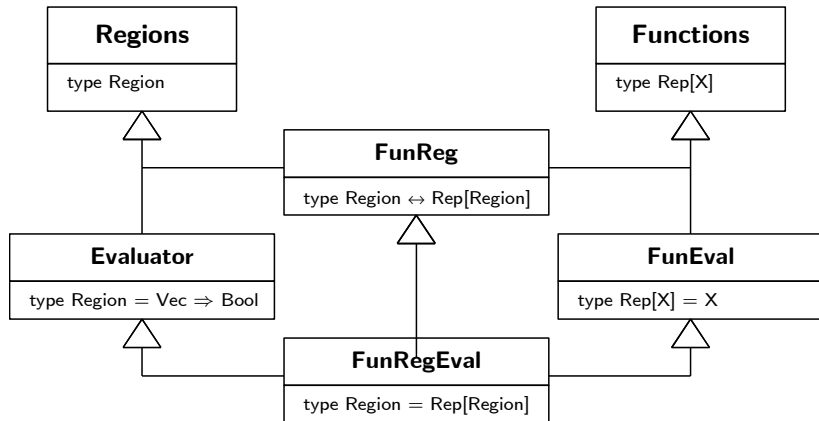 Regions
type Region
Functions
type Rep[X]
FunReg
type Region ↔ Rep[Region]
Evaluator
type Region = Vec ⇒ Bool
FunEval
type Rep[X] = X
FunRegEval
type Region = Rep[Region]